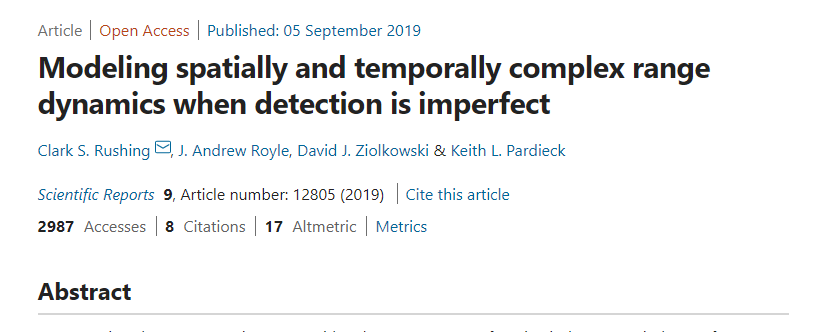 Article | Open Access | Published: 05 September 2019
Modeling spatially and temporally complex range
dynamics when detection is imperfect
Clark S. Rushing, J. Andrew Royle, David J. Ziolkowski & Keith L. Pardieck
Scientific Reports 9, Article number: 12805 (2019) | Cite this article
2987 Accesses | 8 Citations | 17 Altmetric | Metrics
Abstract